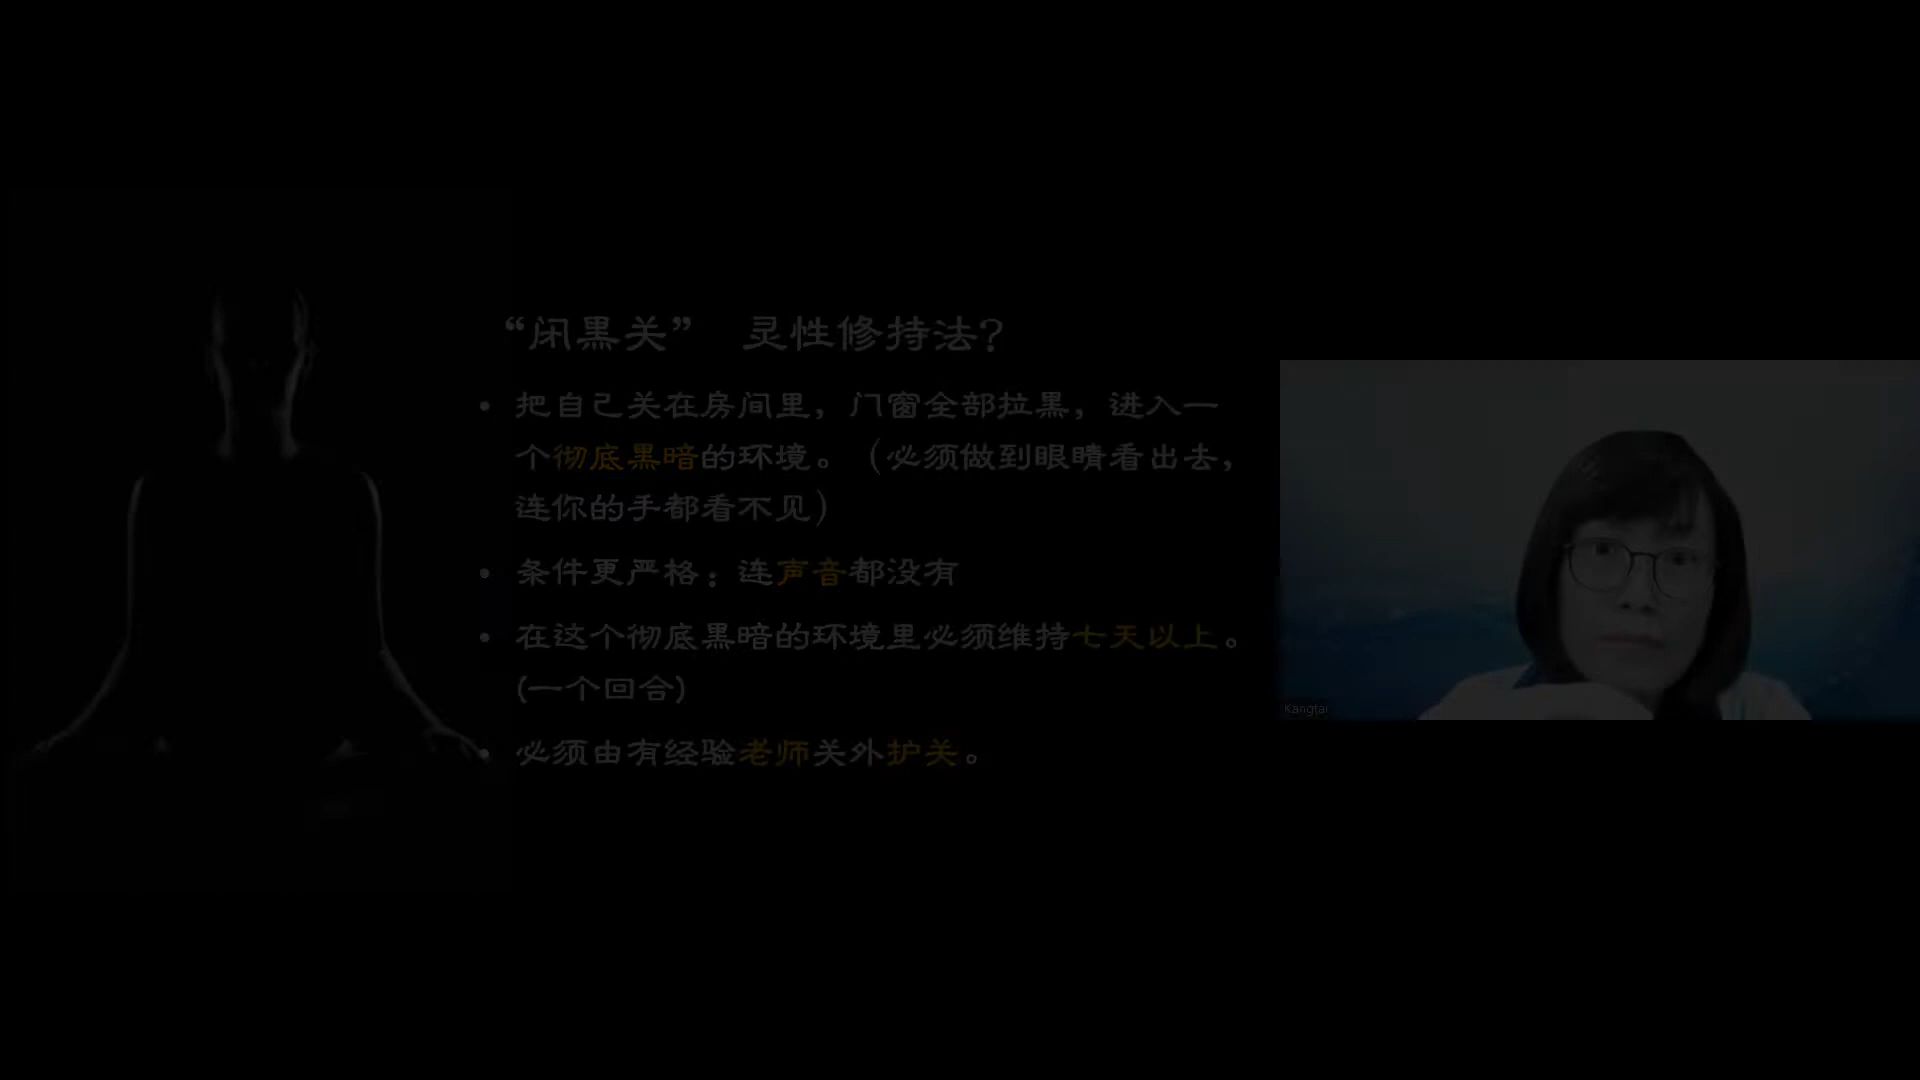 “闭黑关” 灵性修持法?
• 把自己关在房间里，门窗全部拉黑，进入一
个彻底黑暗的环境。（必须做到眼睛看出去，
连你的手都看不见）
• 条件更严格：连声音都没有
• 在这个彻底黑暗的环境里必须维持七天以上。
(一个回合)
• 必须由有经验老师关外护关。
Kangtai